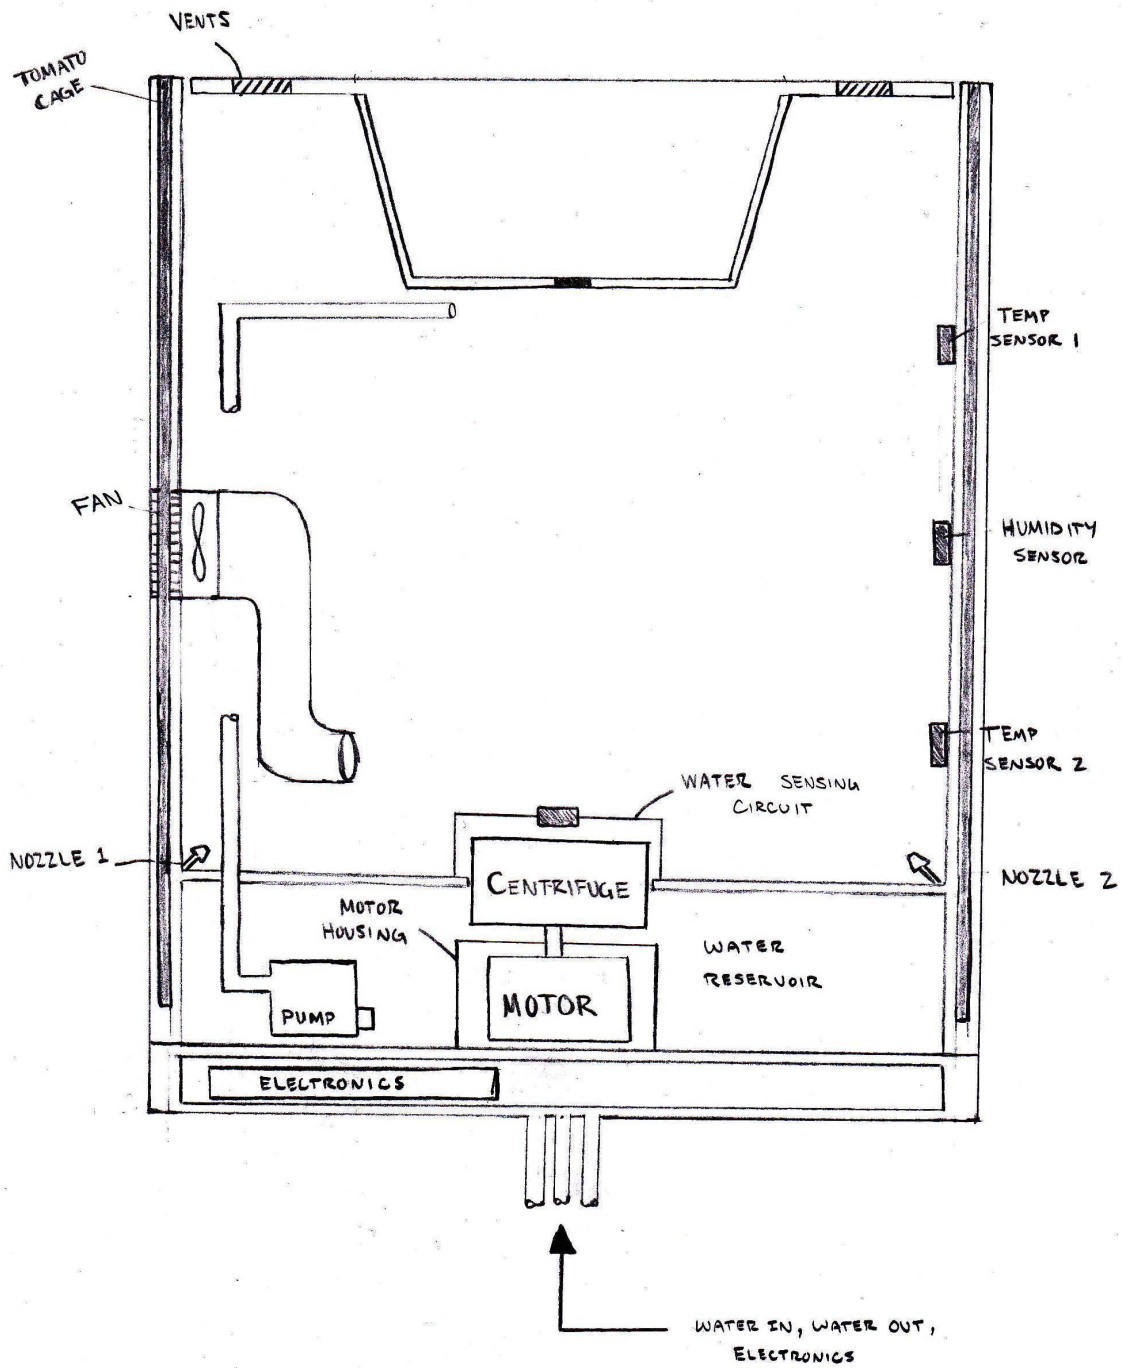 VENTS
TOMATO
CAGE
TEMP
SENSOR 1
FAN
HUMIDITY
SENSOR
TEMP
SENSOR 2
WATER SENSING
CIRCUIT
NOZZLE 1
CENTRIFUGE
NOZZLE 2
MOTOR
HOUSING
WATER
RESERVOIR
MOTOR
PUMP
ELECTRONICS
WATER IN, WATER OUT,
ELECTRONICS